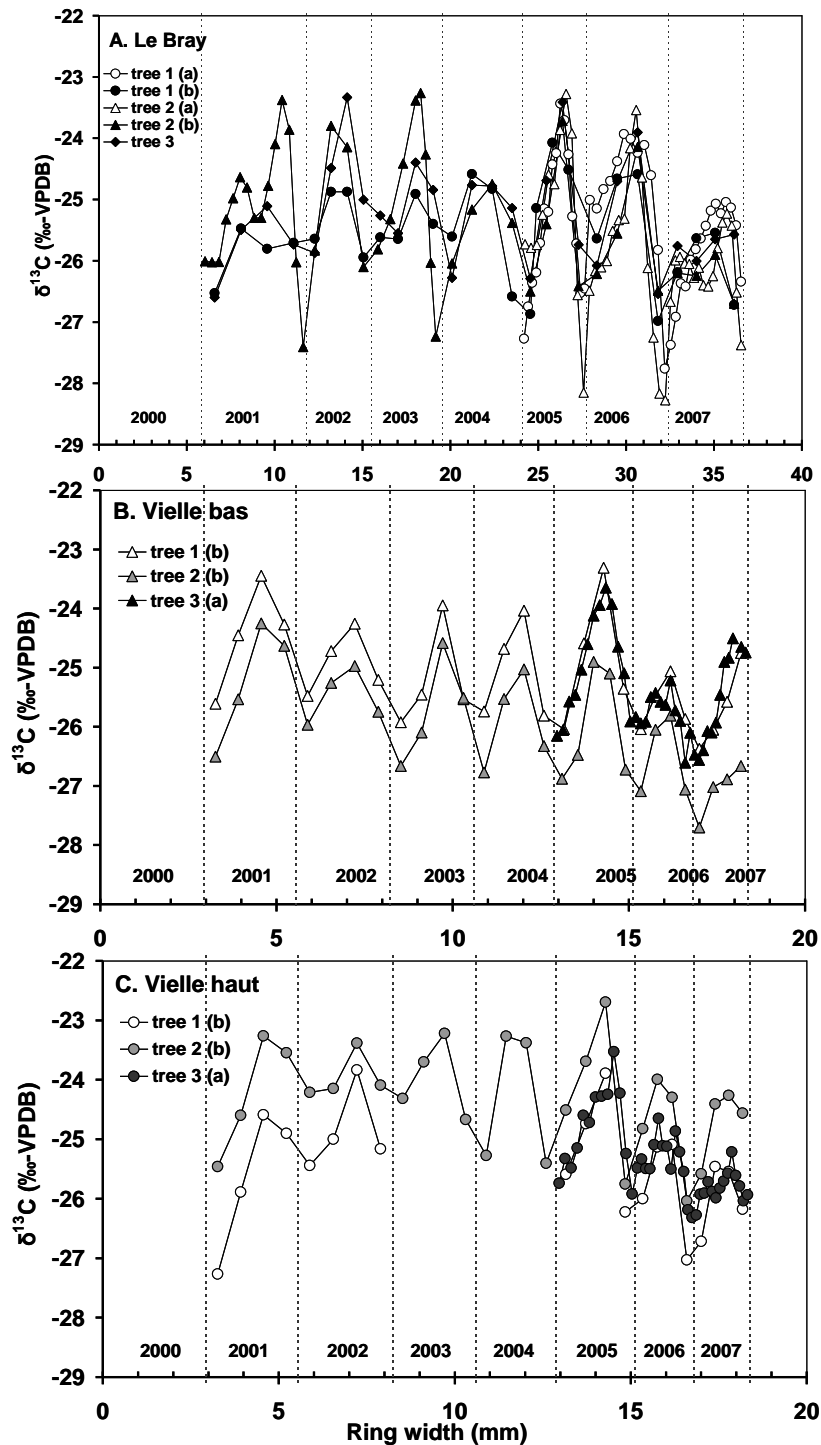 A. Le Bray
tree 1 (a)
tree 1 (b)
tree 2 (a)
tree 2 (b)
tree 3
δ13C (‰-VPDB)
-22
-23
-24
-25
-26
-27
-28
-29
2000 2001 2002 2003 2004 2005 2006 2007
0 5 10 15 20 25 30 35 40
B. Vielle bas
tree 1 (b)
tree 2 (b)
tree 3 (a)
δ13C (‰-VPDB)
-22
-23
-24
-25
-26
-27
-28
-29
2000 2001 2002 2003 2004 2005 2006 2007
0 5 10 15 20
C. Vielle haut
tree 1 (b)
tree 2 (b)
tree 3 (a)
δ13C (‰-VPDB)
-22
-23
-24
-25
-26
-27
-28
-29
2000 2001 2002 2003 2004 2005 2006 2007
0 5 10 15 20
Ring width (mm)